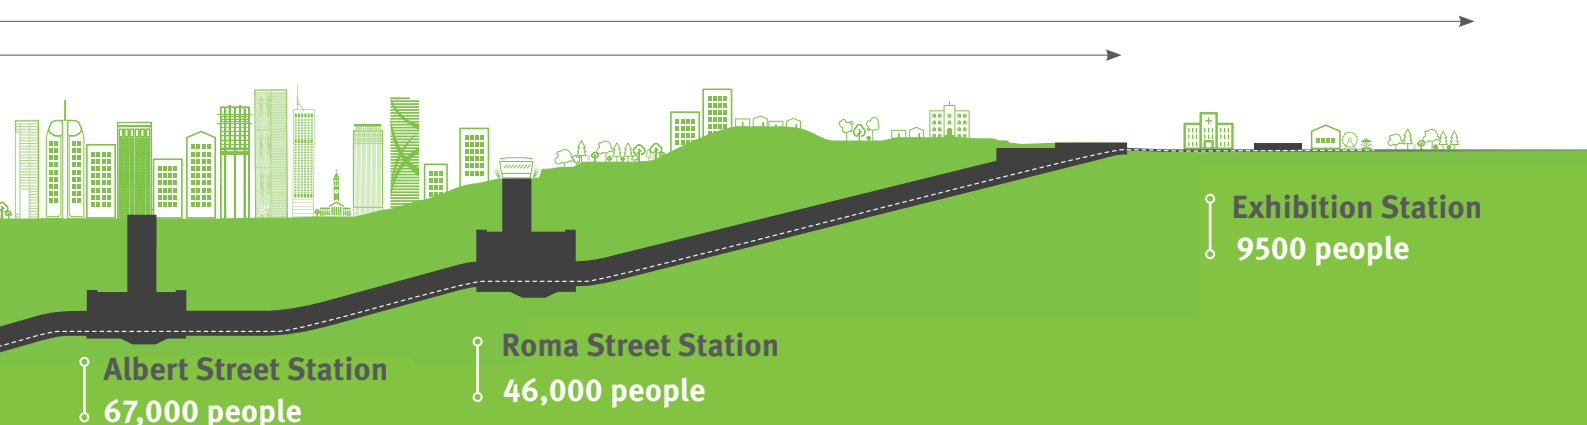 Albert Street Station
67,000 people
Roma Street Station
46,000 people
Exhibition Station
9500 people